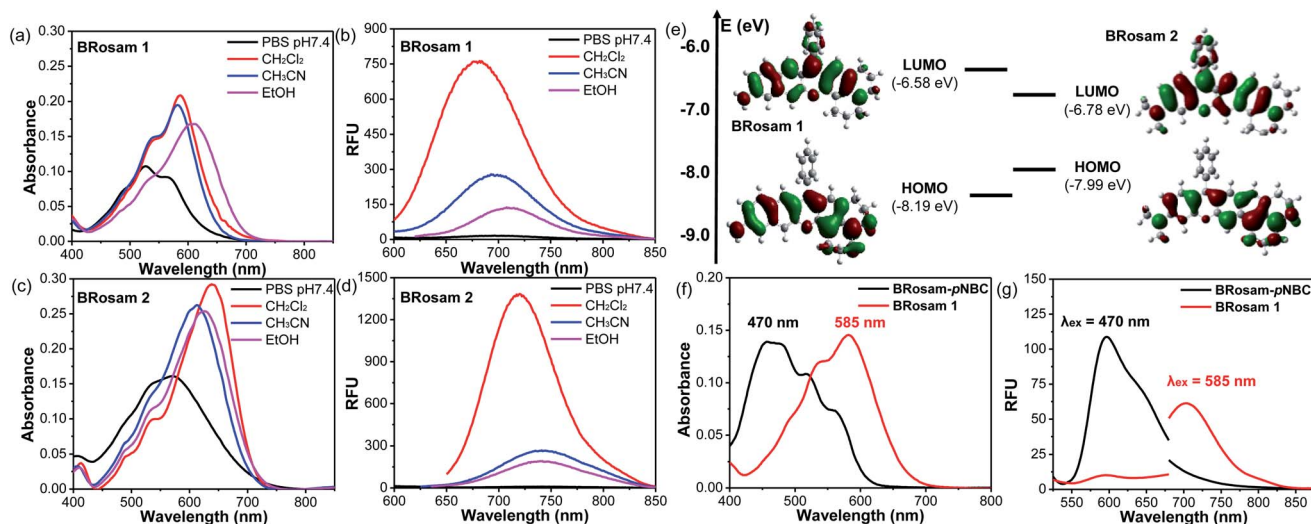 (a)
BRosam 1
PBS pH7.4
CH₂Cl₂
CH₃CN
EtOH
Absorbance
0.25
0.20
0.15
0.10
0.05
0.00
400 500 600 700 800
Wavelength (nm)
(b)
BRosam 1
PBS pH7.4
CH₂Cl₂
CH₃CN
EtOH
RFU
900
750
600
450
300
150
0
600 650 700 750 800 850
Wavelength (nm)
(e)
E (eV)
-6.0
-7.0
-8.0
-9.0
BRosam 1
LUMO
(-6.58 eV)
HOMO
(-8.19 eV)
BRosam 2
LUMO
(-6.78 eV)
HOMO
(-7.99 eV)
(c)
BRosam 2
PBS pH7.4
CH₂Cl₂
CH₃CN
EtOH
Absorbance
0.30
0.25
0.20
0.15
0.10
0.05
0.00
400 500 600 700 800
Wavelength (nm)
(d)
BRosam 2
PBS pH7.4
CH₂Cl₂
CH₃CN
EtOH
RFU
1500
1200
900
600
300
0
600 650 700 750 800 850
Wavelength (nm)
(f)
BRosam-pNBC
BRosam 1
470 nm
585 nm
Absorbance
0.20
0.15
0.10
0.05
0.00
400 500 600 700 800
Wavelength (nm)
(g)
BRosam-pNBC
BRosam 1
λex = 470 nm
λex = 585 nm
RFU
150
125
100
75
50
25
0
550 600 650 700 750 800 850
Wavelength (nm)